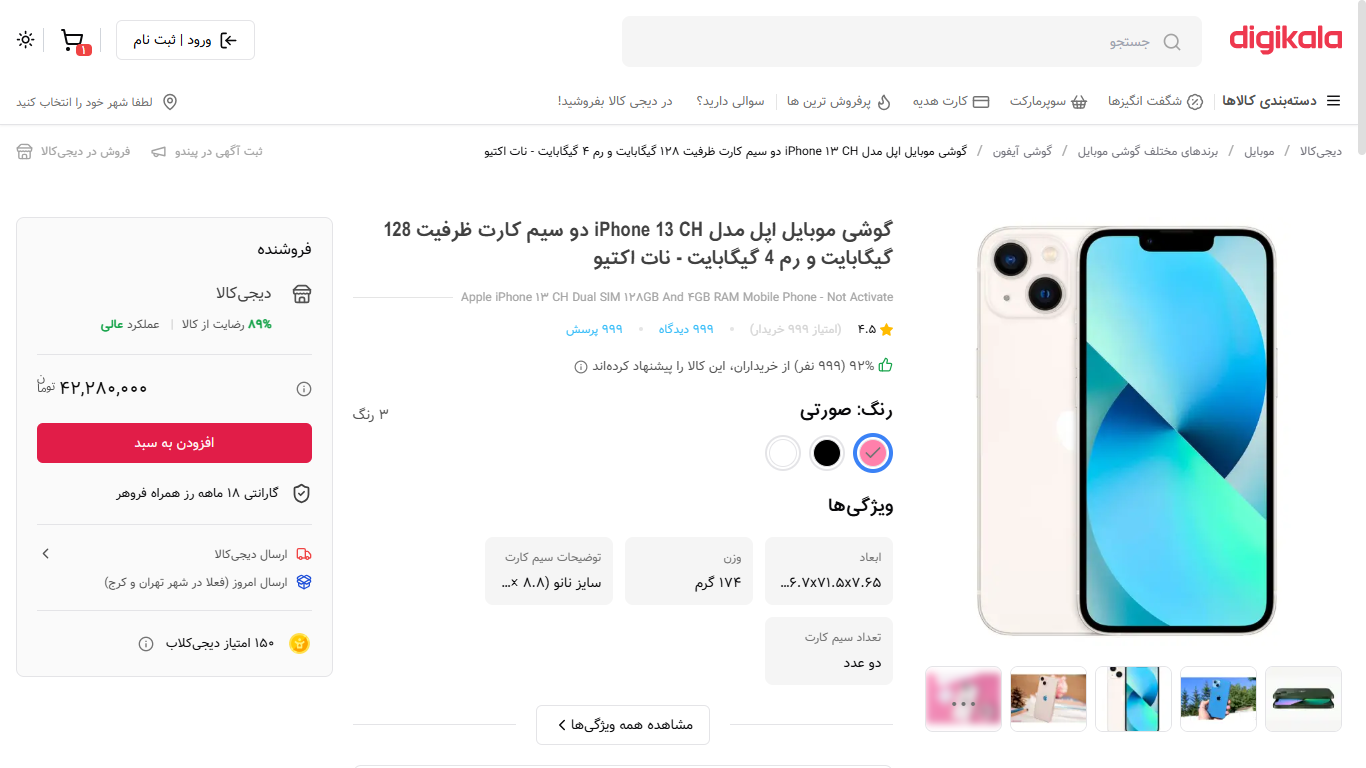 digikala
جستجو
ورود | ثبت نام
۱
دسته‌بندی کالاها
شگفت انگیزها
سوپرمارکت
کارت هدیه
پرفروش ترین ها
سوالی دارید؟
در دیجی کالا بفروشید!
لطفا شهر خود را انتخاب کنید
دیجی‌کالا / موبایل / برندهای مختلف گوشی موبایل / گوشی آیفون / گوشی موبایل اپل مدل iPhone ۱۳ CH دو سیم کارت ظرفیت ۱۲۸ گیگابایت و رم ۴ گیگابایت - نات اکتیو
ثبت آگهی در پیندو
فروش در دیجی‌کالا
گوشی موبایل اپل مدل iPhone 13 CH دو سیم کارت ظرفیت 128
گیگابایت و رم 4 گیگابایت - نات اکتیو
Apple iPhone ۱۳ CH Dual SIM ۱۲۸GB And ۴GB RAM Mobile Phone - Not Activate
۴.۵ (امتیاز ۹۹۹ خریدار) • ۹۹۹ دیدگاه • ۹۹۹ پرسش
۹۲% (۹۹۹ نفر) از خریداران، این کالا را پیشنهاد کرده‌اند
رنگ: صورتی
۳ رنگ
ویژگی‌ها
ابعاد
۶.۷x۷۱.۵x۷.۶۵...
وزن
۱۷۴ گرم
توضیحات سیم کارت
سایز نانو (۸.۸ ×...
تعداد سیم کارت
دو عدد
مشاهده همه ویژگی‌ها
فروشنده
دیجی‌کالا
۸۹% رضایت از کالا | عملکرد عالی
۴۲,۲۸۰,۰۰۰ تومان
افزودن به سبد
گارانتی ۱۸ ماهه رز همراه فروهر
ارسال دیجی‌کالا
ارسال امروز (فعلا در شهر تهران و کرج)
۱۵۰ امتیاز دیجی‌کلاب